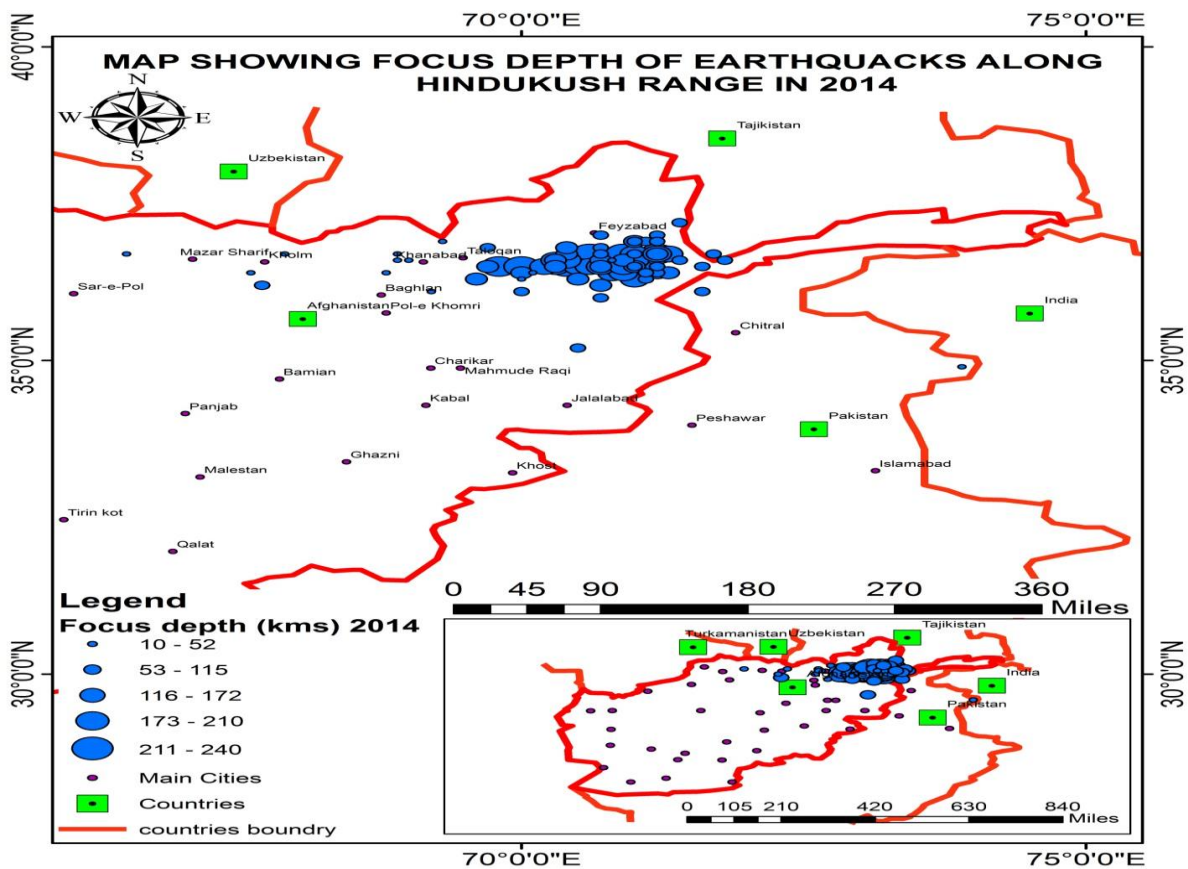 70°0'0"E
75°0'0"E
40°0'0"N
MAP SHOWING FOCUS DEPTH OF EARTHQUACKS ALONG
HINDUKUSH RANGE IN 2014
N
W
E
S
Tajikistan
Uzbekistan
Feyzabad
Mazar Sharif
Kholm
Khanabad
Taloqan
Sar-e-Pol
Baghlan
Afghanistan
Pol-e Khomri
India
Chitral
35°0'0"N
35°0'0"N
Charikar
Mahmude Raqi
Bamian
Panjab
Kabal
Jalalabad
Peshawar
Pakistan
Ghazni
Malestan
Khost
Islamabad
Tirin kot
Qalat
0 45 90 180 270 360
Miles
Legend
Focus depth (kms) 2014
10 - 52
53 - 115
116 - 172
173 - 210
211 - 240
Main Cities
Countries
countries boundry
30°0'0"N
30°0'0"N
Turkamanistan
Uzbekistan
Tajikistan
India
Pakistan
0 105 210 420 630 840
Miles
70°0'0"E
75°0'0"E